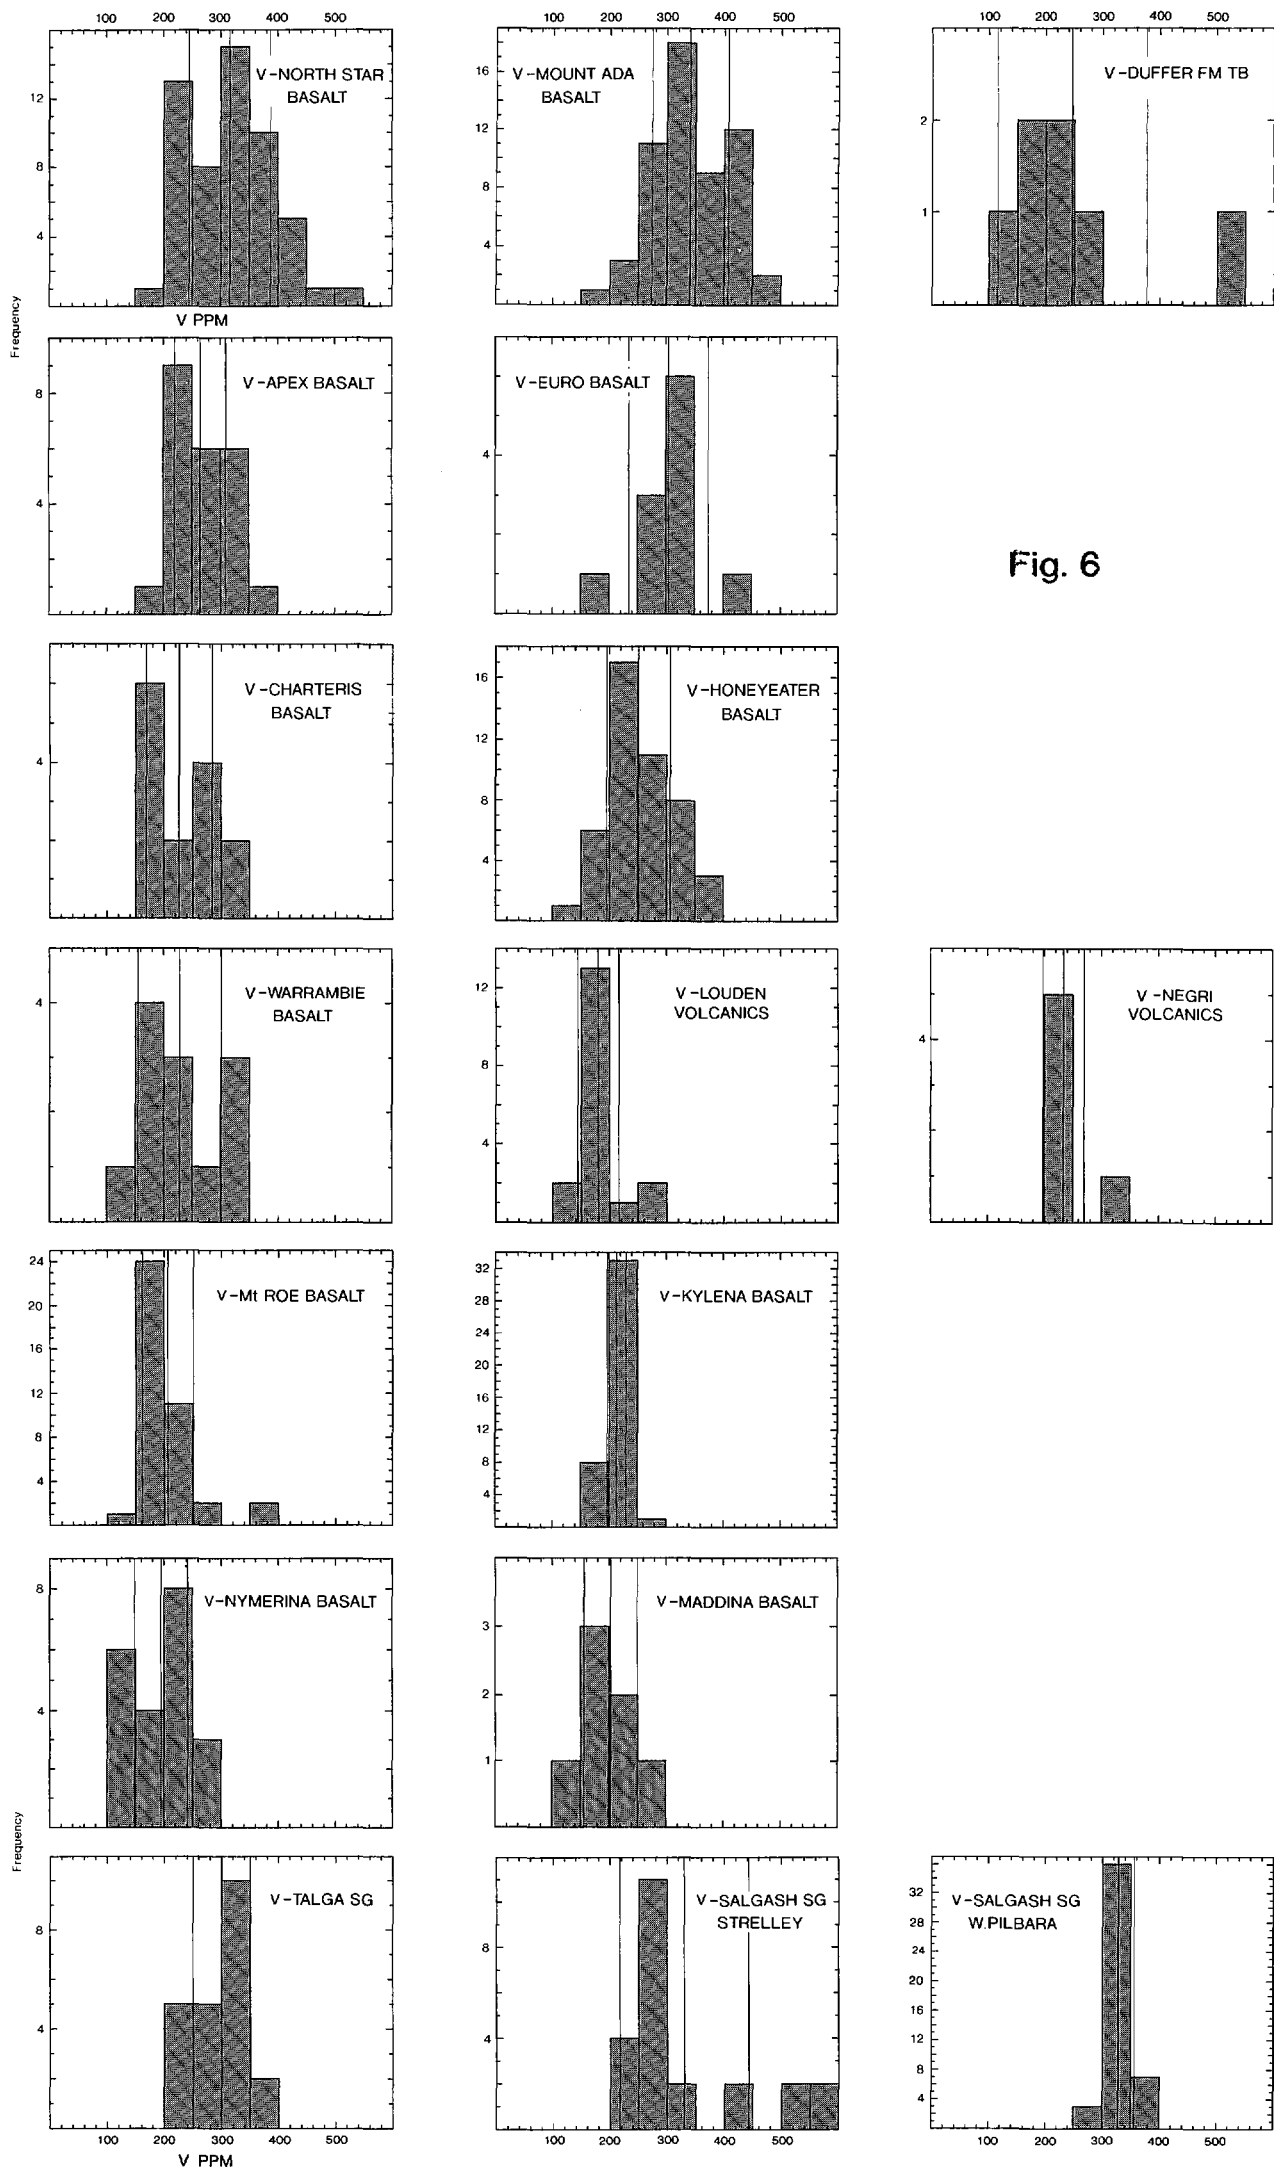 100 200 300 400 500
100 200 300 400 500
100 200 300 400 500
V-NORTH STAR
BASALT
12
8
4
V PPM
Frequency
V-MOUNT ADA
BASALT
16
12
8
4
V-DUFFER FM TB
2
1
V-APEX BASALT
8
4
V-EURO BASALT
4
Fig. 6
V-CHARTERIS
BASALT
4
V-HONEYEATER
BASALT
16
12
8
4
V-WARRAMBIE
BASALT
4
V-LOUDEN
VOLCANICS
12
8
4
V-NEGRI
VOLCANICS
4
V-Mt ROE BASALT
24
20
16
12
8
4
V-KYLENA BASALT
32
28
24
20
16
12
8
4
V-NYMERINA BASALT
8
4
Frequency
V-MADDINA BASALT
3
2
1
V-TALGA SG
8
4
100 200 300 400 500
V PPM
V-SALGASH SG
STRELLEY
8
4
100 200 300 400 500
V-SALGASH SG
W.PILBARA
32
28
24
20
16
12
8
4
100 200 300 400 500